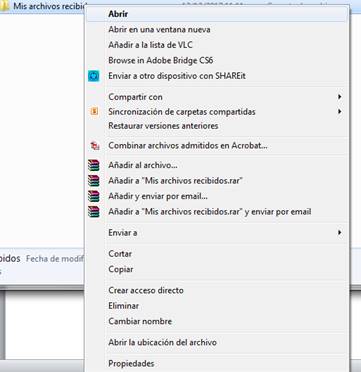 Mis archivos recibidos
Abrir
Abrir en una ventana nueva
Añadir a la lista de VLC
Browse in Adobe Bridge CS6
Enviar a otro dispositivo con SHAREit
Compartir con
Sincronización de carpetas compartidas
Restaurar versiones anteriores
Combinar archivos admitidos en Acrobat...
Añadir al archivo...
Añadir a "Mis archivos recibidos.rar"
Añadir y enviar por email...
Añadir a "Mis archivos recibidos.rar" y enviar por email
Enviar a
bidos Fecha de modif
Cortar
Copiar
Crear acceso directo
Eliminar
Cambiar nombre
Abrir la ubicación del archivo
Propiedades